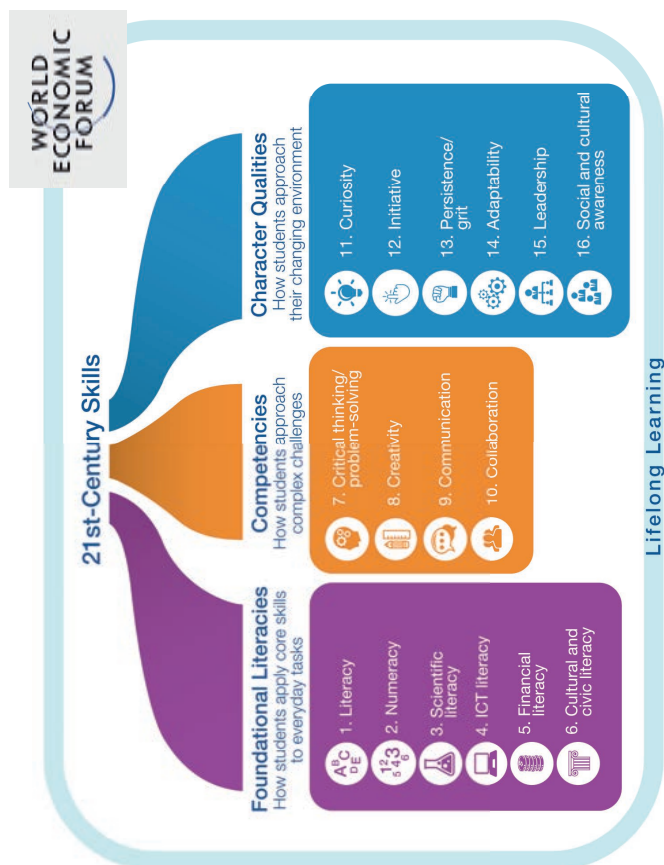 WORLD
ECONOMIC
FORUM
21st-Century Skills
Foundational Literacies
How students apply core skills
to everyday tasks
ABC
DE
1. Literacy
123
546
2. Numeracy
3. Scientific
literacy
4. ICT literacy
5. Financial
literacy
6. Cultural and
civic literacy
Competencies
How students approach
complex challenges
7. Critical thinking/
problem-solving
8. Creativity
9. Communication
10. Collaboration
Character Qualities
How students approach
their changing environment
11. Curiosity
12. Initiative
13. Persistence/
grit
14. Adaptability
15. Leadership
16. Social and cultural
awareness
Lifelong Learning